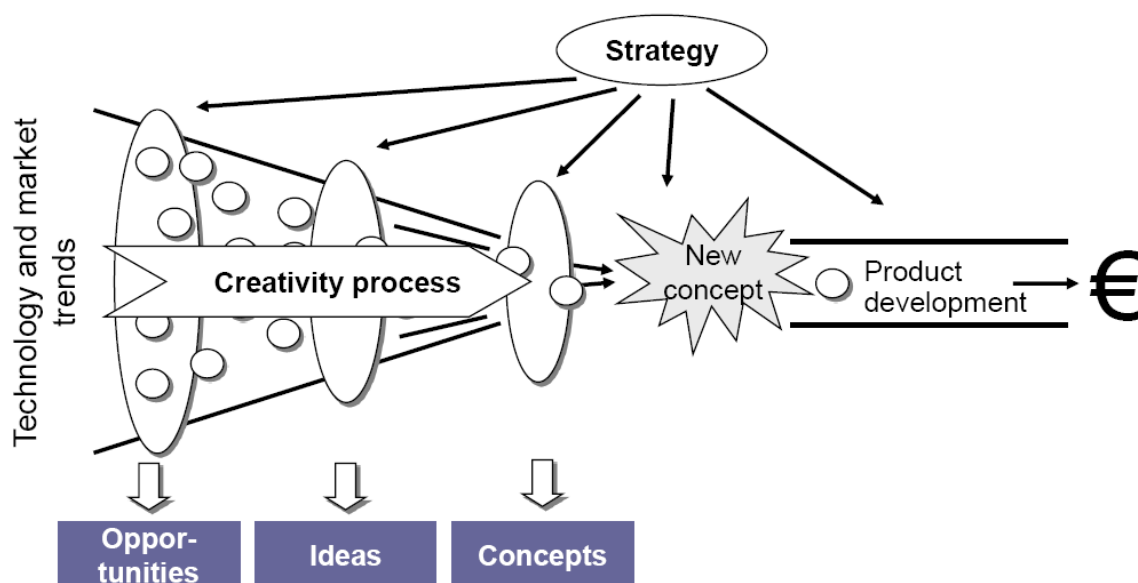 Strategy
Technology and market
trends
Creativity process
New
concept
Product
development
€
Oppor-
tunities
Ideas
Concepts